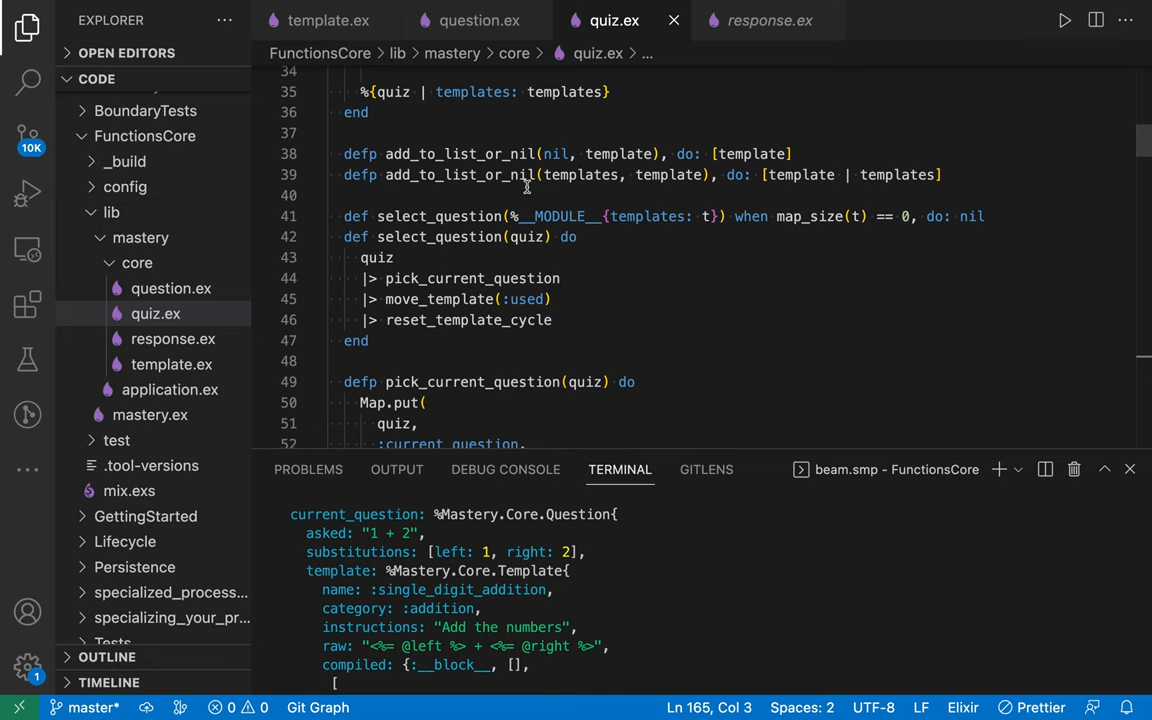 EXPLORER
template.ex
question.ex
quiz.ex
response.ex
OPEN EDITORS
FunctionsCore > lib > mastery > core > quiz.ex > ...
CODE
BoundaryTests
FunctionsCore
_build
config
lib
mastery
core
question.ex
quiz.ex
response.ex
template.ex
application.ex
mastery.ex
test
.tool-versions
mix.exs
GettingStarted
Lifecycle
Persistence
specialized_process...
specializing_your_pr...
Tests
OUTLINE
TIMELINE
10K
1
34
35 %{quiz | templates: templates}
36 end
37
38 defp add_to_list_or_nil(nil, template), do: [template]
39 defp add_to_list_or_nil(templates, template), do: [template | templates]
40
41 def select_question(%__MODULE__{templates: t}) when map_size(t) == 0, do: nil
42 def select_question(quiz) do
43 quiz
44 |> pick_current_question
45 |> move_template(:used)
46 |> reset_template_cycle
47 end
48
49 defp pick_current_question(quiz) do
50 Map.put(
51 quiz,
52 :current_question,
PROBLEMS OUTPUT DEBUG CONSOLE TERMINAL GITLENS beam.smp - FunctionsCore
current_question: %Mastery.Core.Question{
asked: "1 + 2",
substitutions: [left: 1, right: 2],
template: %Mastery.Core.Template{
name: :single_digit_addition,
category: :addition,
instructions: "Add the numbers",
raw: "<%= @left %> + <%= @right %>",
compiled: {:__block__, [],
[
master* 0 0 Git Graph Ln 165, Col 3 Spaces: 2 UTF-8 LF Elixir Prettier